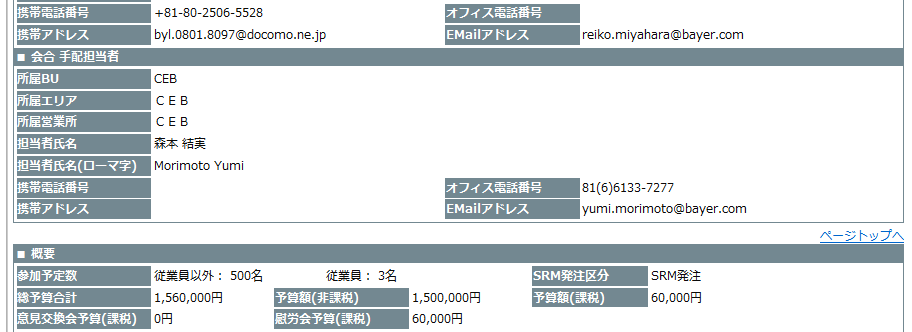 携帯電話番号 +81-80-2506-5528 オフィス電話番号
携帯アドレス byl.0801.8097@docomo.ne.jp EMailアドレス reiko.miyahara@bayer.com
■ 会合 手配担当者
所属BU CEB
所属エリア ＣＥＢ
所属営業所 ＣＥＢ
担当者氏名 森本 結実
担当者氏名(ローマ字) Morimoto Yumi
携帯電話番号 オフィス電話番号 81(6)6133-7277
携帯アドレス EMailアドレス yumi.morimoto@bayer.com
ページトップへ
■ 概要
参加予定数 従業員以外： 500名 従業員： 3名 SRM発注区分 SRM発注
総予算合計 1,560,000円 予算額(非課税) 1,500,000円 予算額(課税) 60,000円
意見交換会予算(課税) 0円 慰労会予算(課税) 60,000円